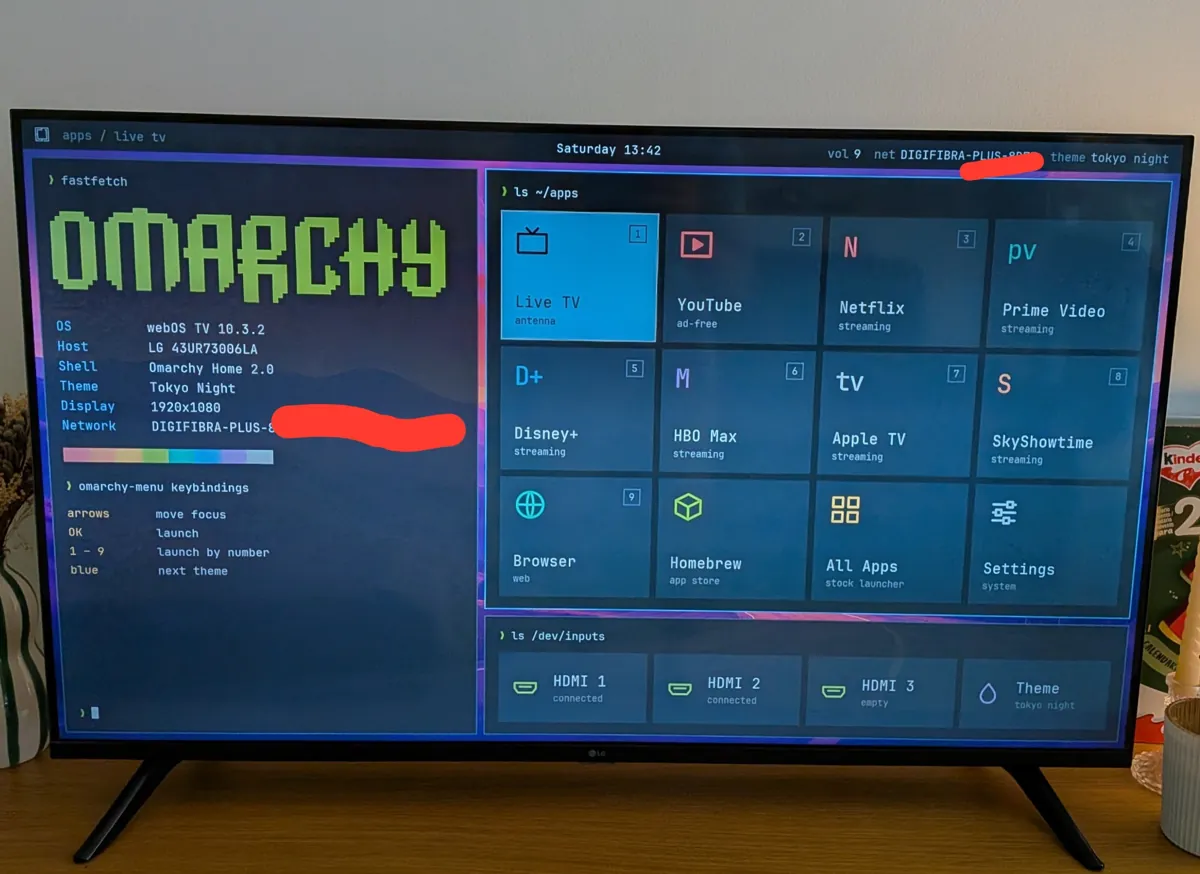 apps / live tv
Saturday 13:42
vol 9 net DIGIFIBRA-PLUS- theme tokyo night
❯ fastfetch
OMARCHY
OS webOS TV 10.3.2
Host LG 43UR73006LA
Shell Omarchy Home 2.0
Theme Tokyo Night
Display 1920x1080
Network DIGIFIBRA-PLUS-8
❯ omarchy-menu keybindings
arrows move focus
OK launch
1 - 9 launch by number
blue next theme
❯
❯ ls ~/apps
1
Live TV
antenna
2
YouTube
ad-free
N 3
Netflix
streaming
pv 4
Prime Video
streaming
D+ 5
Disney+
streaming
M 6
HBO Max
streaming
tv 7
Apple TV
streaming
S 8
SkyShowtime
streaming
9
Browser
web
Homebrew
app store
All Apps
stock launcher
Settings
system
❯ ls /dev/inputs
HDMI 1
connected
HDMI 2
connected
HDMI 3
empty
Theme
tokyo night
LG
kinde
2